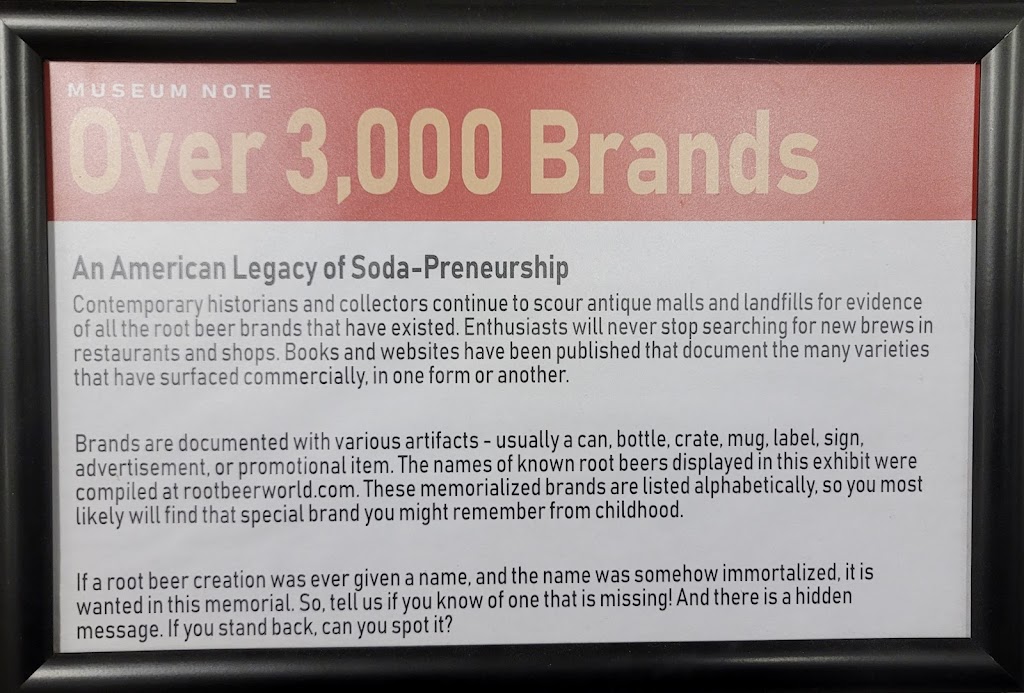 MUSEUM NOTE
Over 3,000 Brands
An American Legacy of Soda-Preneurship
Contemporary historians and collectors continue to scour antique malls and landfills for evidence
of all the root beer brands that have existed. Enthusiasts will never stop searching for new brews in
restaurants and shops. Books and websites have been published that document the many varieties
that have surfaced commercially, in one form or another.
Brands are documented with various artifacts - usually a can, bottle, crate, mug, label, sign,
advertisement, or promotional item. The names of known root beers displayed in this exhibit were
compiled at rootbeerworld.com. These memorialized brands are listed alphabetically, so you most
likely will find that special brand you might remember from childhood.
If a root beer creation was ever given a name, and the name was somehow immortalized, it is
wanted in this memorial. So, tell us if you know of one that is missing! And there is a hidden
message. If you stand back, can you spot it?